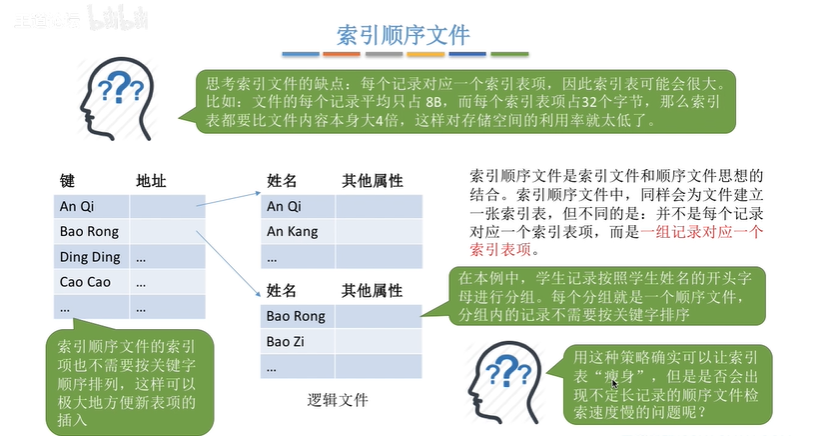 bilibili
索引顺序文件
???
思考索引文件的缺点：每个记录对应一个索引表项，因此索引表可能会很大。
比如：文件的每个记录平均只占 8B，而每个索引表项占32个字节，那么索引
表都要比文件内容本身大4倍，这样对存储空间的利用率就太低了。
键 地址
An Qi
Bao Rong
Ding Ding …
Cao Cao …
… …
姓名 其他属性
An Qi
An Kang
…
姓名 其他属性
Bao Rong
Bao Zi
…
逻辑文件
索引顺序文件是索引文件和顺序文件思想的
结合。索引顺序文件中，同样会为文件建立
一张索引表，但不同的是：并不是每个记录
对应一个索引表项，而是一组记录对应一个
索引表项。
在本例中，学生记录按照学生姓名的开头字
母进行分组。每个分组就是一个顺序文件，
分组内的记录不需要按关键字排序
索引顺序文件的索引
项也不需要按关键字
顺序排列，这样可以
极大地方便新表项的
插入
???
用这种策略确实可以让索引
表“瘦身”，但是是否会出
现不定长记录的顺序文件检
索速度慢的问题呢？